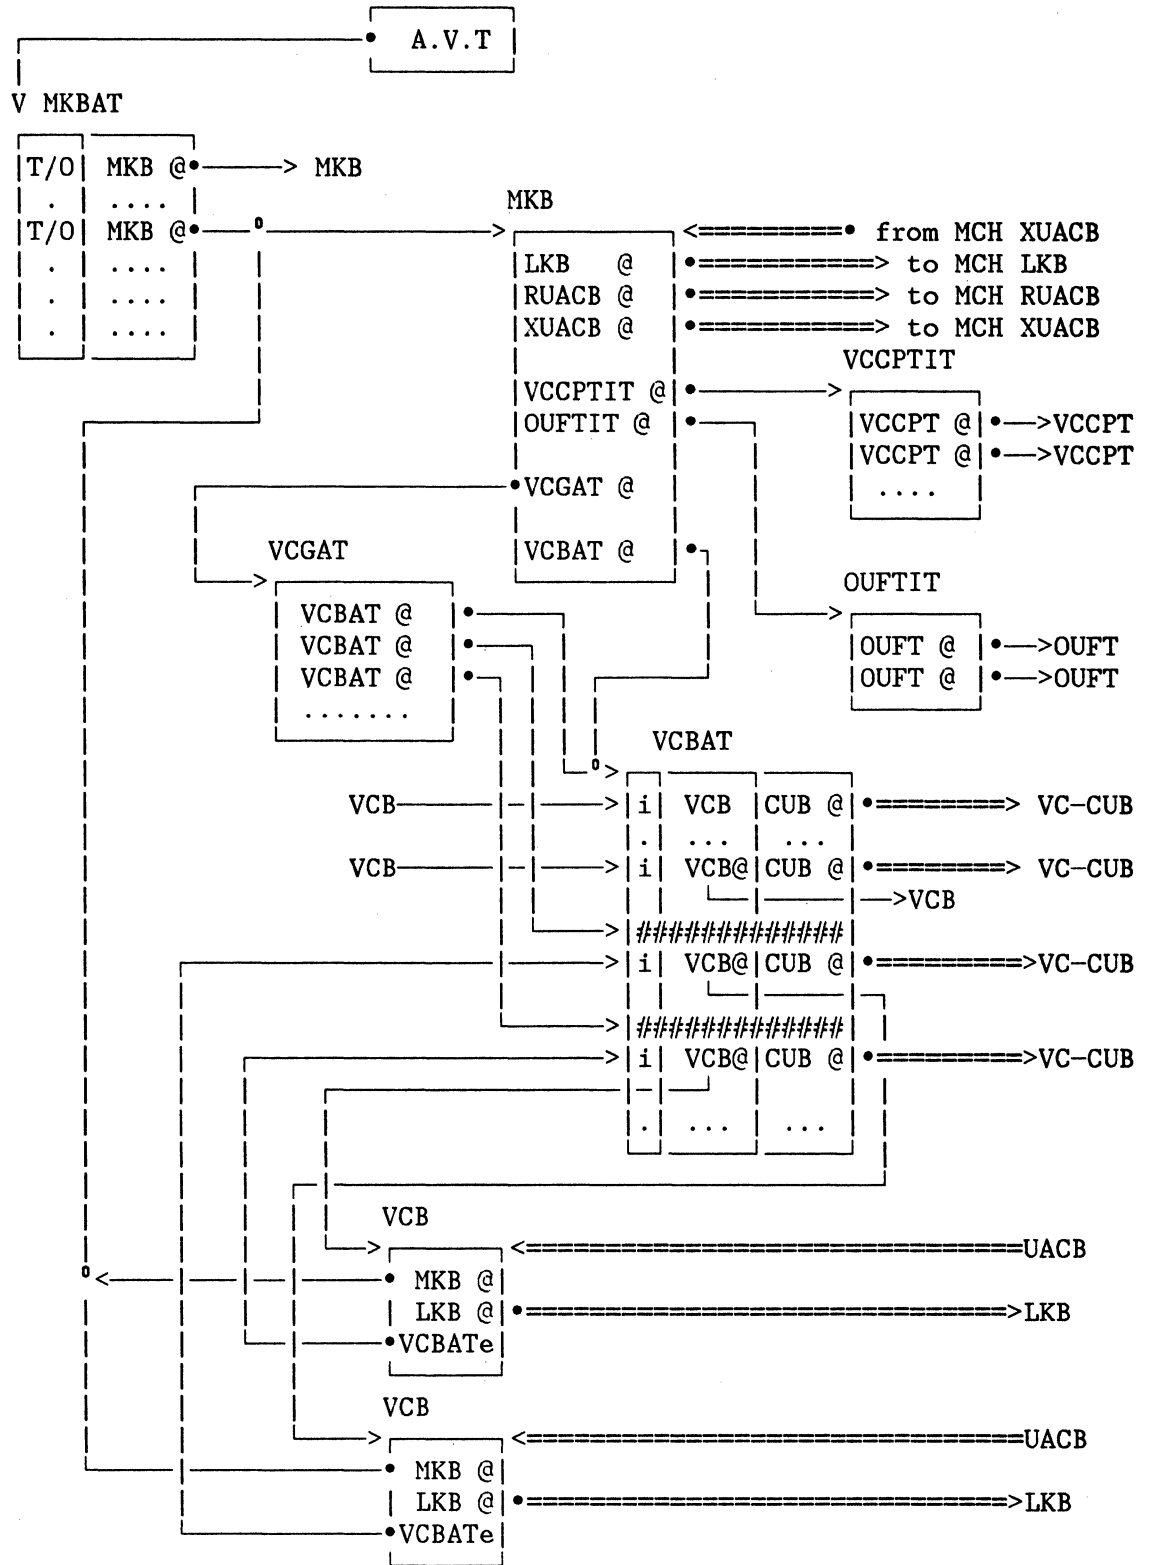 A.V.T
V MKBAT
T/O MKB @ > MKB
. ....
MKB
T/O MKB @ > < from MCH XUACB
. .... LKB @ > to MCH LKB
. .... RUACB @ > to MCH RUACB
. .... XUACB @ > to MCH XUACB
VCCPTIT
VCCPTIT @ >
OUFTIT @ VCCPT @ >VCCPT
VCCPT @ >VCCPT
VCGAT @ ....
VCGAT VCBAT @
> OUFTIT
VCBAT @ >
VCBAT @ OUFT @ >OUFT
VCBAT @ OUFT @ >OUFT
.......
VCBAT
>
VCB > i VCB CUB @ > VC-CUB
. ... ...
VCB > i VCB@ CUB @ > VC-CUB
>VCB
> #############
> i VCB@ CUB @ >VC-CUB
> #############
> i VCB@ CUB @ >VC-CUB
. ... ...
VCB
> < UACB
< MKB @
LKB @ >LKB
VCBATe
VCB
> < UACB
MKB @
LKB @ >LKB
VCBATe